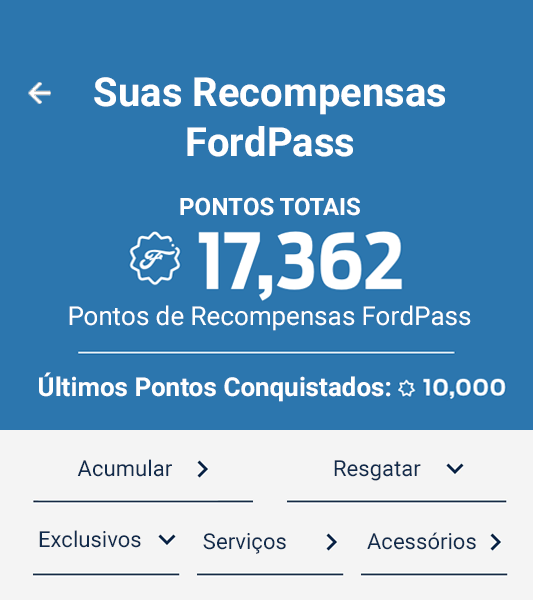 Suas Recompensas
FordPass
PONTOS TOTAIS
17,362
Pontos de Recompensas FordPass
Últimos Pontos Conquistados: 10,000
Acumular Resgatar
Exclusivos Serviços Acessórios